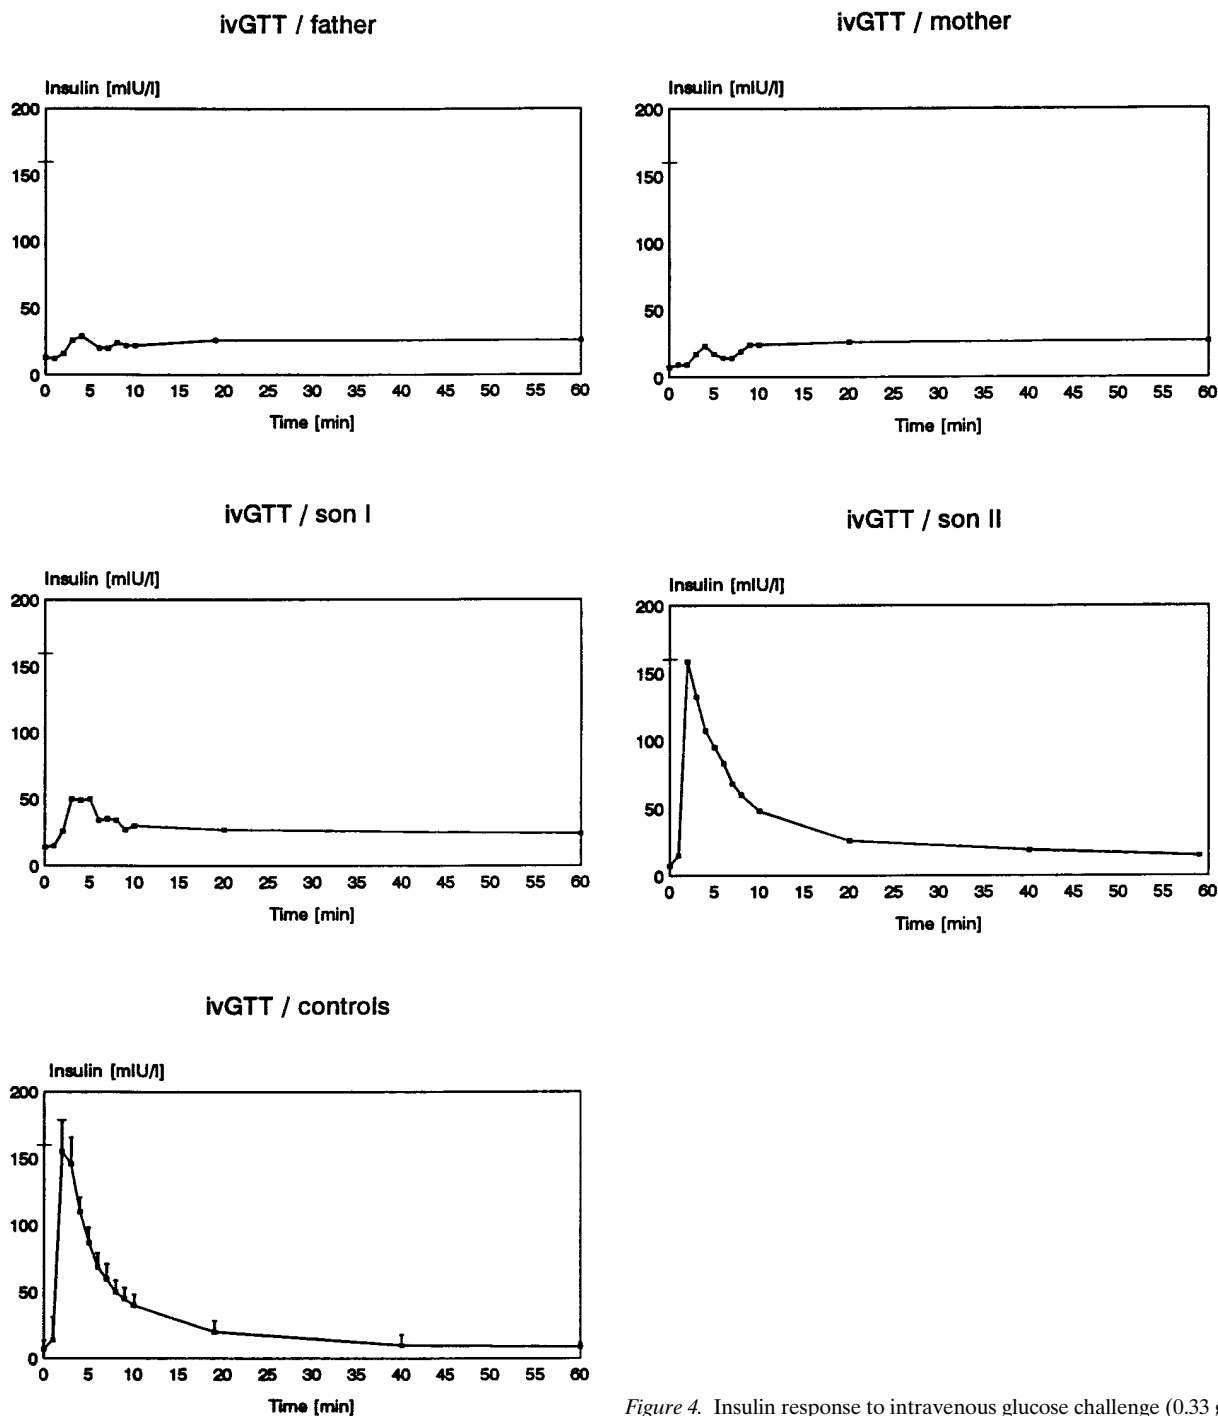 ivGTT / father
Insulin [mIU/l]
200
150
100
50
0
0 5 10 15 20 25 30 35 40 45 50 55 60
Time [min]
ivGTT / mother
Insulin [mIU/l]
200
150
100
50
0
0 5 10 15 20 25 30 35 40 45 50 55 60
Time [min]
ivGTT / son I
Insulin [mIU/l]
200
150
100
50
0
0 5 10 15 20 25 30 35 40 45 50 55 60
Time [min]
ivGTT / son II
Insulin [mIU/l]
200
150
100
50
0
0 5 10 15 20 25 30 35 40 45 50 55 60
Time [min]
ivGTT / controls
Insulin [mIU/l]
200
150
100
50
0
0 5 10 15 20 25 30 35 40 45 50 55 60
Time [min]
Figure 4. Insulin response to intravenous glucose challenge (0.33 g